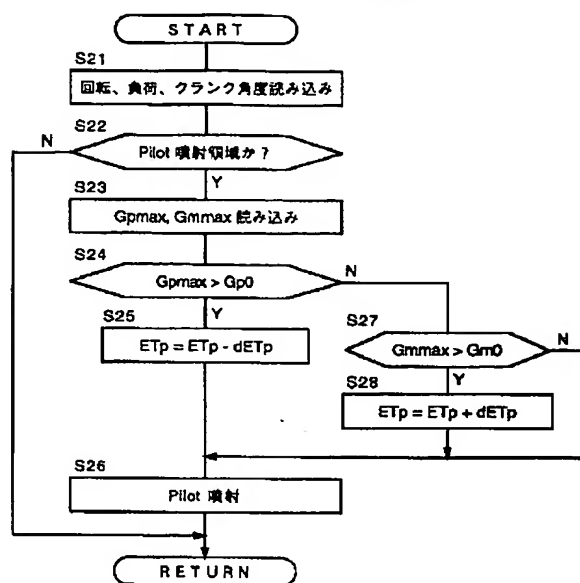 START
S21
回転、負荷、クランク角度読み込み
S22
N
Pilot 噴射領域か?
Y
S23
Gpmax, Gmmax 読み込み
S24
Gpmax > Gp0
N
Y
S25
ETp = ETp - dETp
S27
Gmmax > Gm0
N
Y
S28
ETp = ETp + dETp
S26
Pilot 噴射
RETURN